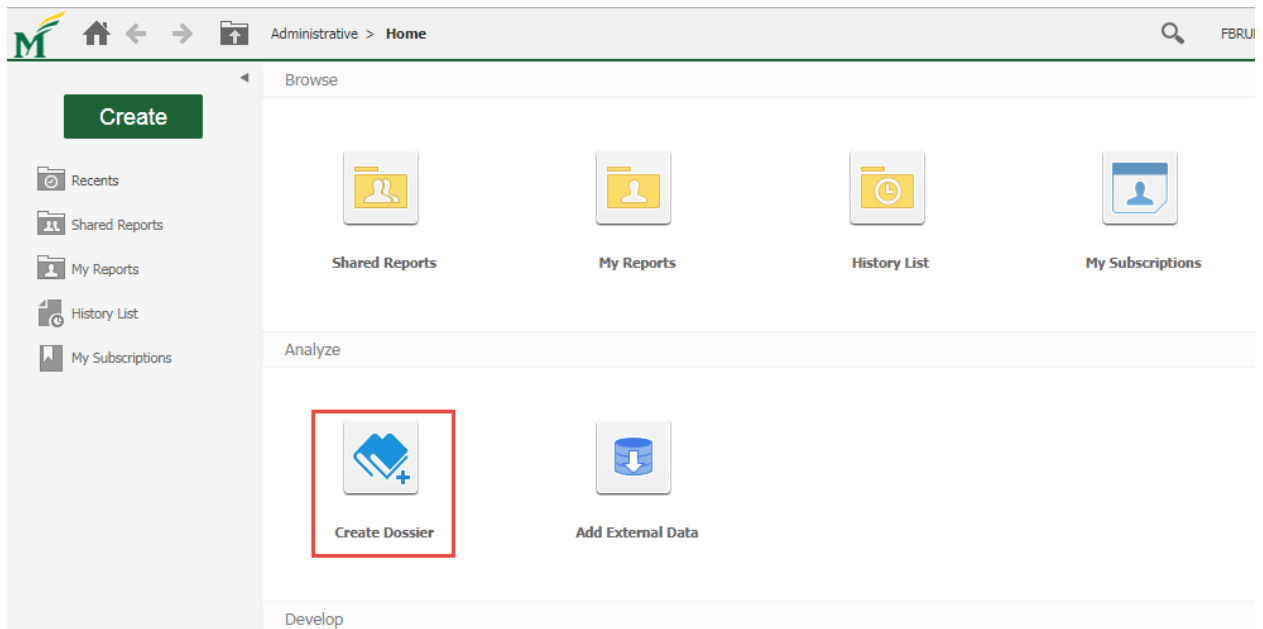 M
Administrative > Home
FBRU
Browse
Create
Recents
Shared Reports
My Reports
History List
My Subscriptions
Shared Reports
My Reports
History List
My Subscriptions
Analyze
Create Dossier
Add External Data
Develop